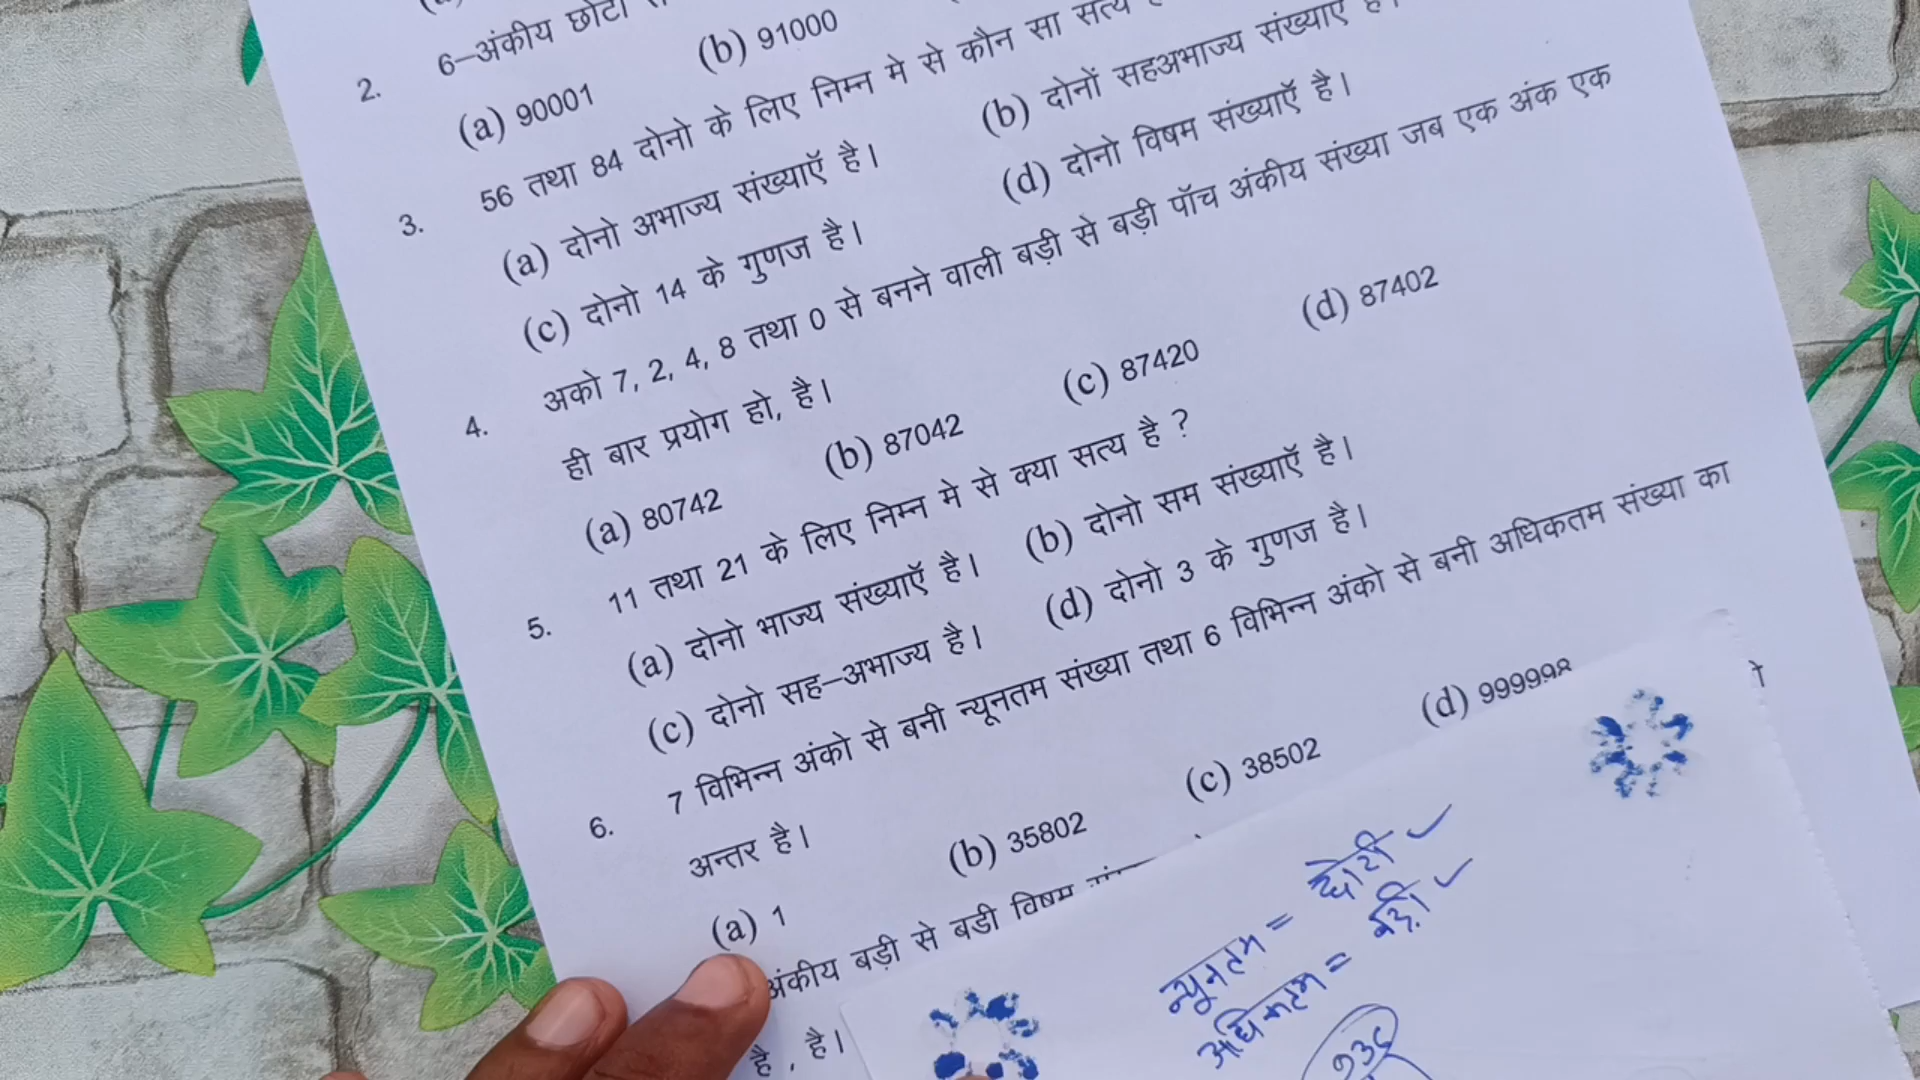 2. 6–अंकीय छोटी
(a) 90001 (b) 91000
3. 56 तथा 84 दोनो के लिए निम्न मे से कौन सा सत्य
(a) दोनो अभाज्य संख्याऍ है। (b) दोनों सहअभाज्य संख्याऍ है।
(c) दोनो 14 के गुणज है। (d) दोनो विषम संख्याऍ है।
4. अको 7, 2, 4, 8 तथा 0 से बनने वाली बड़ी से बड़ी पॉच अंकीय संख्या जब एक अंक एक
ही बार प्रयोग हो, है।
(a) 80742 (b) 87042 (c) 87420 (d) 87402
5. 11 तथा 21 के लिए निम्न मे से क्या सत्य है ?
(a) दोनो भाज्य संख्याऍ है। (b) दोनो सम संख्याऍ है।
(c) दोनो सह–अभाज्य है। (d) दोनो 3 के गुणज है।
6. 7 विभिन्न अंको से बनी न्यूनतम संख्या तथा 6 विभिन्न अंको से बनी अधिकतम संख्या का
अन्तर है।
(a) 1 (b) 35802 (c) 38502 (d) 999998
अंकीय बड़ी से बडी विषम
है , है।
न्यूनतम = छोटी ✓
अधिकतम = बड़ी ✓